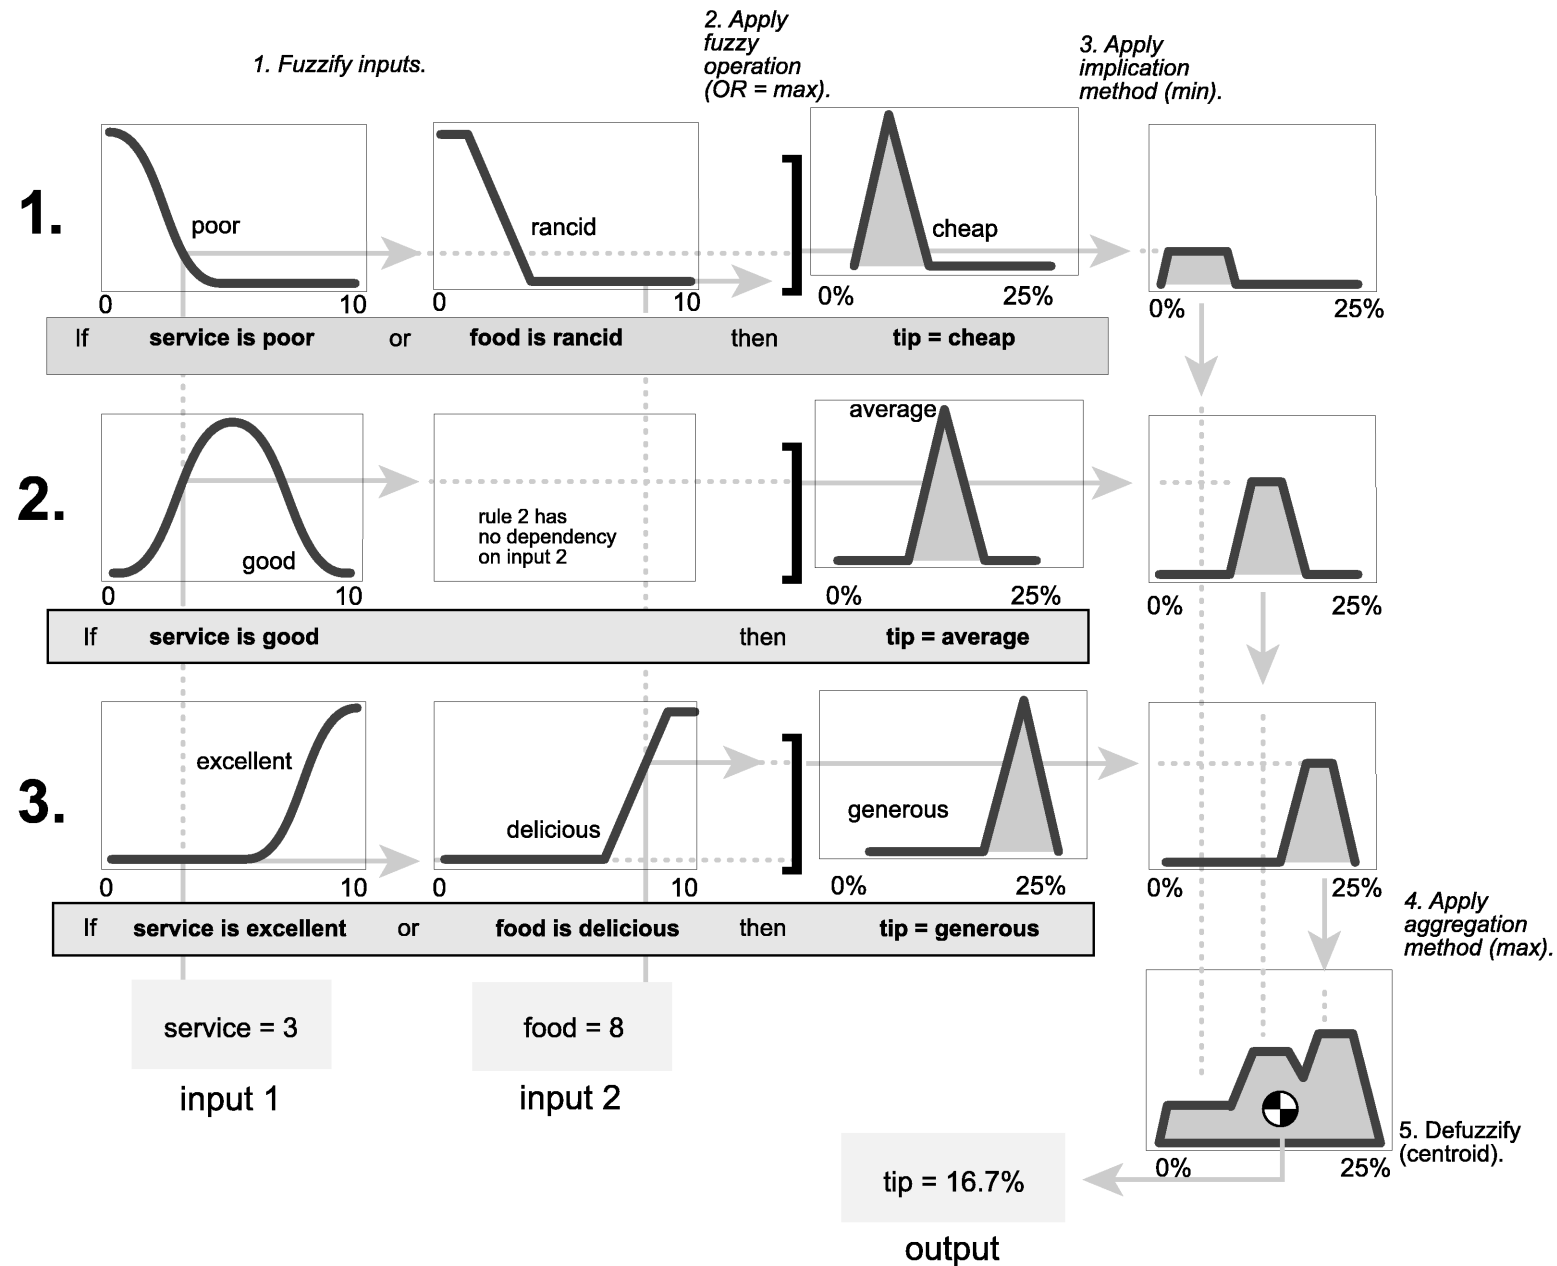 1. Fuzzify inputs.
2. Apply
fuzzy
operation
(OR = max).
3. Apply
implication
method (min).
1.
poor
rancid
cheap
0
10
0
10
0%
25%
0%
25%
If service is poor or food is rancid then tip = cheap
2.
good
rule 2 has
no dependency
on input 2
average
0
10
0%
25%
0%
25%
If service is good then tip = average
3.
excellent
delicious
generous
0
10
0
10
0%
25%
0%
25%
If service is excellent or food is delicious then tip = generous
4. Apply
aggregation
method (max).
service = 3
input 1
food = 8
input 2
0%
25%
5. Defuzzify
(centroid).
tip = 16.7%
output